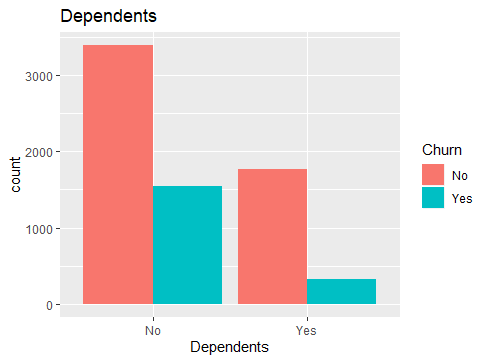 Dependents
3000
2000
1000
0
count
No
Yes
Dependents
Churn
No
Yes